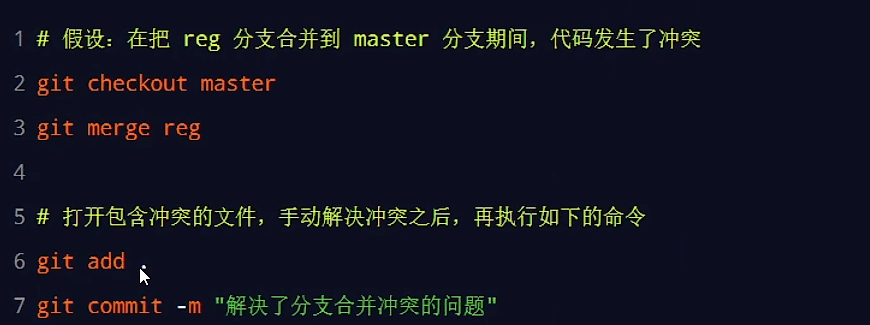 1 # 假设：在把 reg 分支合并到 master 分支期间，代码发生了冲突
2 git checkout master
3 git merge reg
4
5 # 打开包含冲突的文件，手动解决冲突之后，再执行如下的命令
6 git add .
7 git commit -m "解决了分支合并冲突的问题"